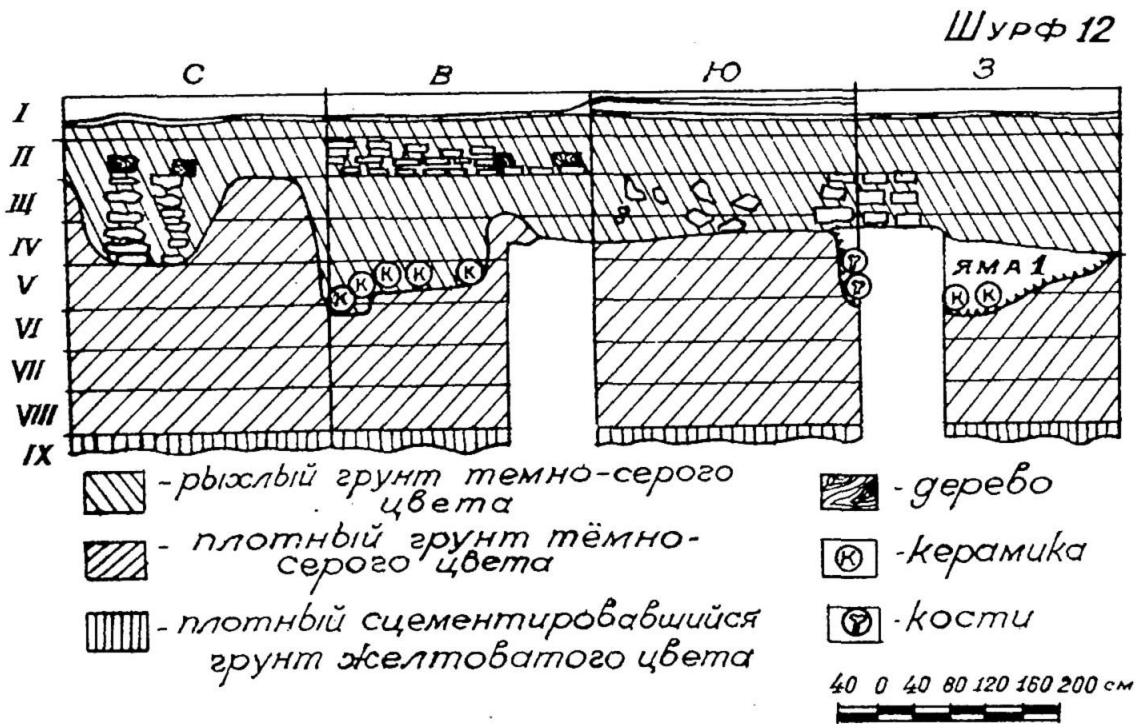 Шурф 12
С В Ю З
I
II
III
IV
V
VI
VII
VIII
IX
К К К К К
ЯМА 1
К К
- рыхлый грунт темно-серого
цвета
- плотный грунт тёмно-
серого цвета
- плотный сцементировавшийся
грунт желтоватого цвета
- дерево
К - керамика
- кости
40 0 40 80 120 160 200 см